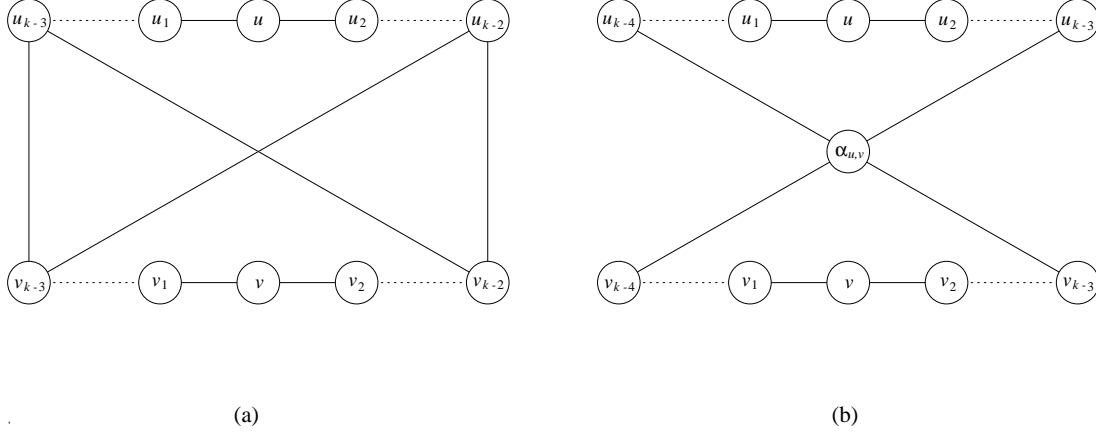 u_{k-3} u_1 u u_2 u_{k-2} u_{k-4} u_1 u u_2 u_{k-3}
α_{u,v}
v_{k-3} v_1 v v_2 v_{k-2} v_{k-4} v_1 v v_2 v_{k-3}
(a) (b)